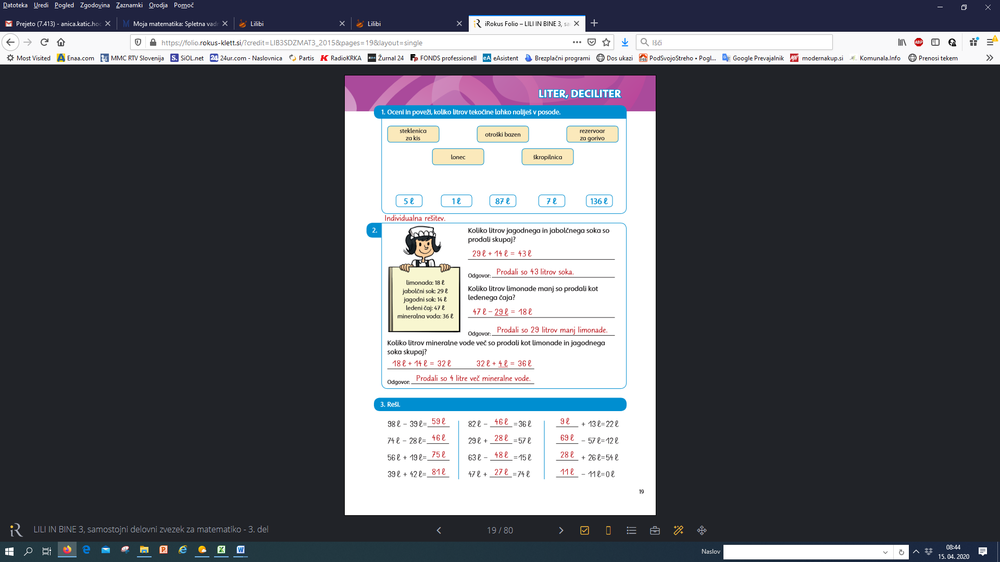 Datoteka Uredi Pogled Zgodovina Zaznamki Orodja Pomoč
Prejeto (7.413) - anica.katic.hoc
Moja matematika: Spletna vadn
Lilibi
Lilibi
iRokus Folio – LILI IN BINE 3, sa
https://folio.rokus-klett.si/?credit=LIB3SDZMAT3_2015&pages=19&layout=single
Išči
Most Visited Enaa.com MMC RTV Slovenija SiOL.net 24ur.com - Naslovnica Partis RadioKRKA Žurnal 24 FONDS professionell eAsistent Brezplačni programi Dos ukazi PodSvojoStreho • Pogl... Google Prevajalnik modernakup.si Komunala.Info Prenosi tekem
LITER, DECILITER
1. Oceni in poveži, koliko litrov tekočine lahko naliješ v posode.
steklenica
za kis
otroški bazen
rezervoar
za gorivo
lonec
škropilnica
5 ℓ 1 ℓ 87 ℓ 7 ℓ 136 ℓ
Individualna rešitev.
2.
Koliko litrov jagodnega in jabolčnega soka so
prodali skupaj?
29 ℓ + 14 ℓ = 43 ℓ
Odgovor: Prodali so 43 litrov soka.
limonada: 18 ℓ
jabolčni sok: 29 ℓ
jagodni sok: 14 ℓ
ledeni čaj: 47 ℓ
mineralna voda: 36 ℓ
Koliko litrov limonade manj so prodali kot
ledenega čaja?
47 ℓ – 29 ℓ = 18 ℓ
Odgovor: Prodali so 29 litrov manj limonade.
Koliko litrov mineralne vode več so prodali kot limonade in jagodnega
soka skupaj?
18 ℓ + 14 ℓ = 32 ℓ 32 ℓ + 4 ℓ = 36 ℓ
Odgovor: Prodali so 4 litre več mineralne vode.
3. Reši.
98 ℓ – 39 ℓ= 59 ℓ 82 ℓ – 46 ℓ =36 ℓ 9 ℓ + 13 ℓ=22 ℓ
74 ℓ – 28 ℓ= 46 ℓ 29 ℓ + 28 ℓ =57 ℓ 69 ℓ – 57 ℓ=12 ℓ
56 ℓ + 19 ℓ= 75 ℓ 63 ℓ – 48 ℓ =15 ℓ 28 ℓ + 26 ℓ=54 ℓ
39 ℓ + 42 ℓ= 81 ℓ 47 ℓ + 27 ℓ =74 ℓ 11 ℓ – 11 ℓ=0 ℓ
19
LILI IN BINE 3, samostojni delovni zvezek za matematiko - 3. del
19 / 80
Naslov
08:44
15. 04. 2020